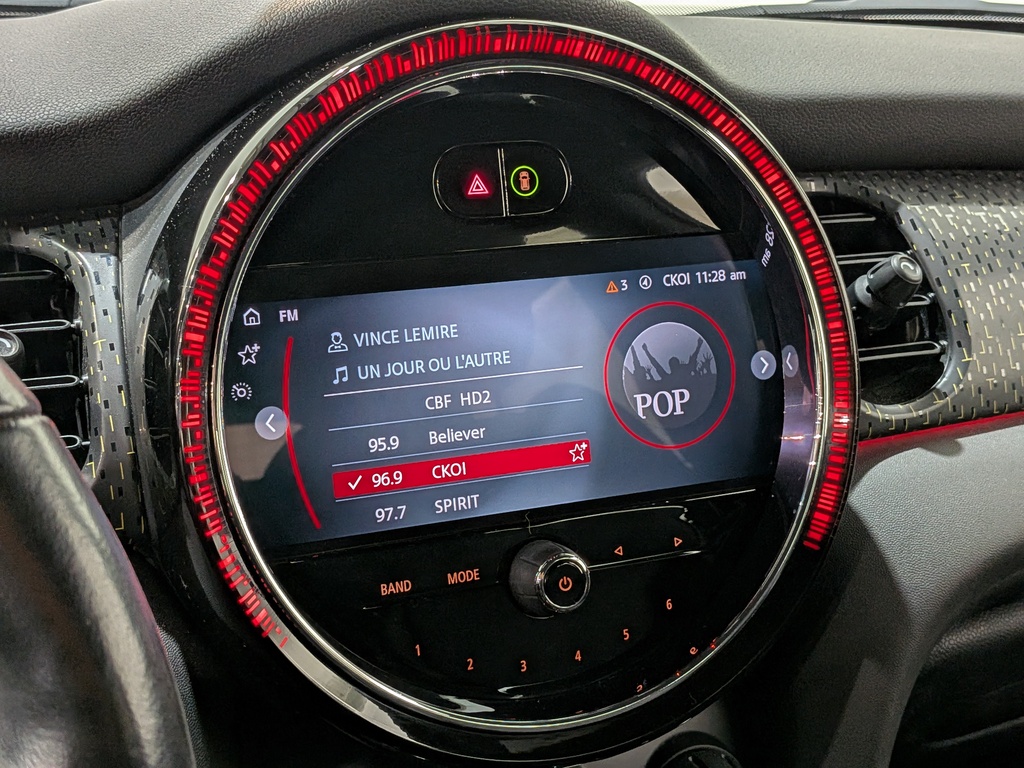 3 CKOI 11:28 am
FM
VINCE LEMIRE
UN JOUR OU L'AUTRE
CBF HD2
95.9 Believer
96.9 CKOI
97.7 SPIRIT
POP
BAND MODE
1 2 3 4 5 6